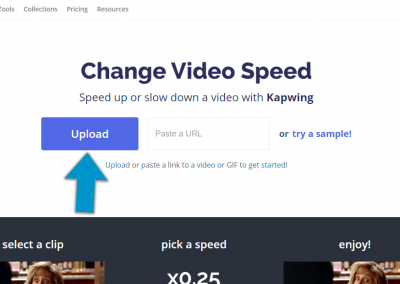 Tools Collections Pricing Resources
Change Video Speed
Speed up or slow down a video with Kapwing
Upload Paste a URL or try a sample!
Upload or paste a link to a video or GIF to get started!
select a clip pick a speed enjoy!
x0.25